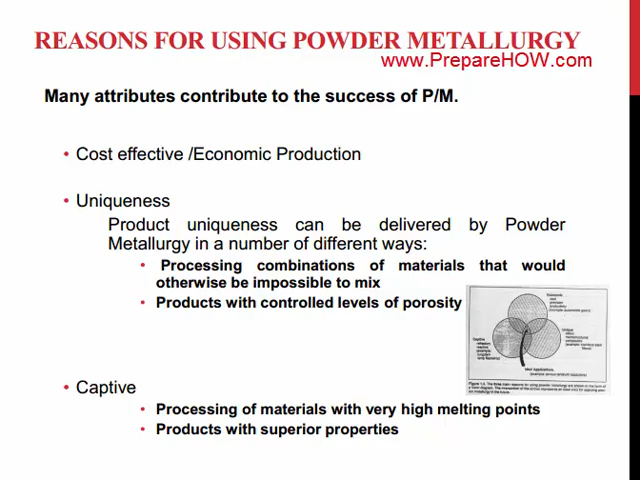 REASONS FOR USING POWDER METALLURGY
www.PrepareHOW.com
Many attributes contribute to the success of P/M.
• Cost effective /Economic Production
• Uniqueness
Product uniqueness can be delivered by Powder
Metallurgy in a number of different ways:
• Processing combinations of materials that would
otherwise be impossible to mix
• Products with controlled levels of porosity
• Captive
• Processing of materials with very high melting points
• Products with superior properties